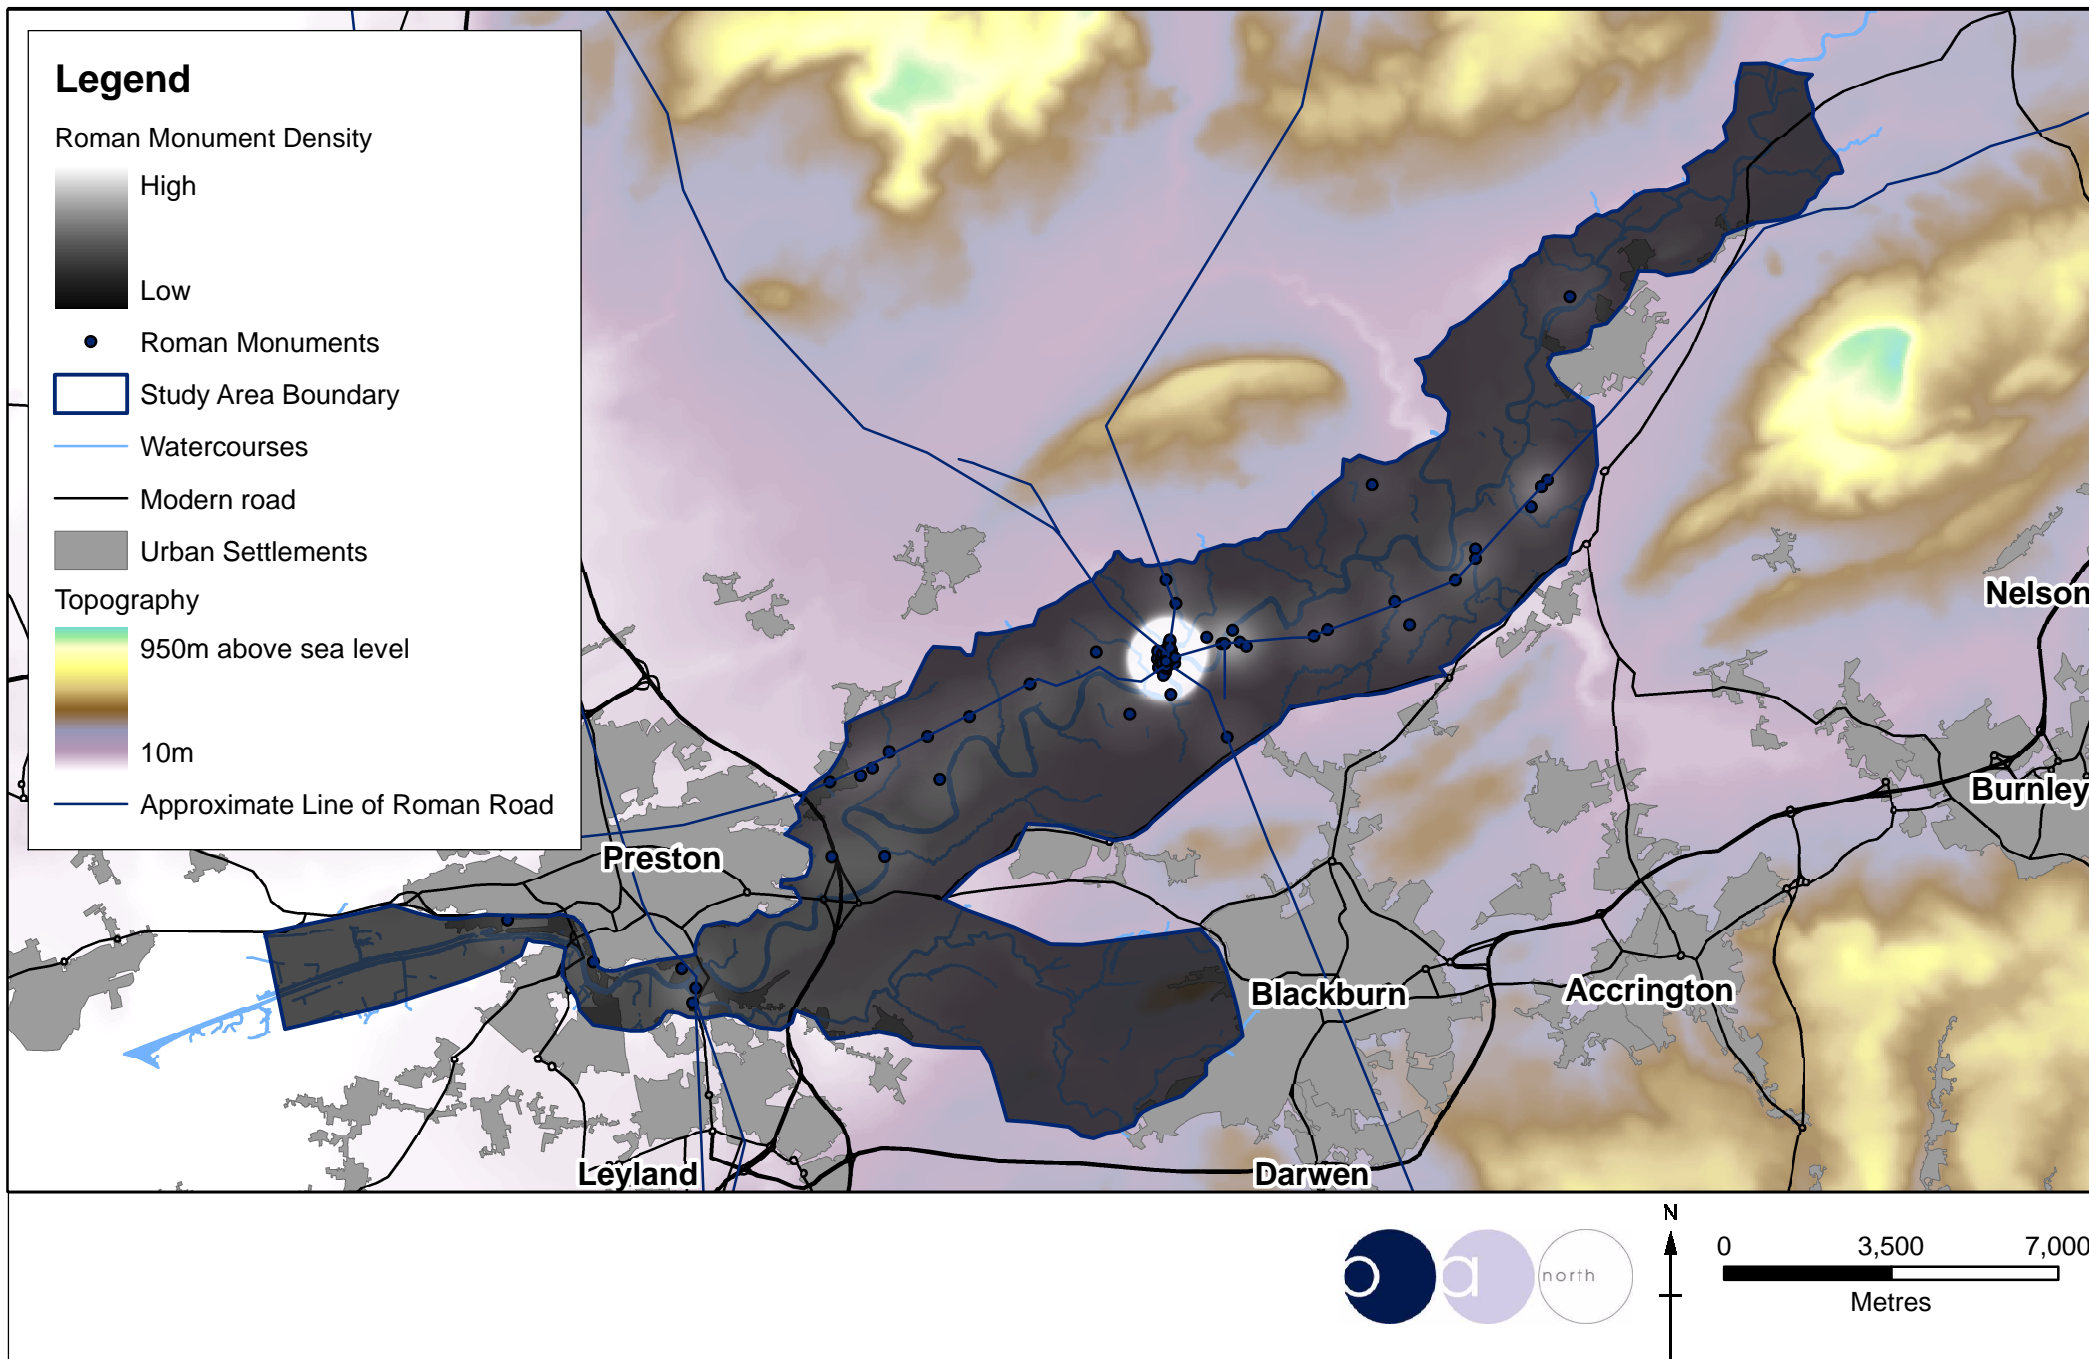 Legend
Roman Monument Density
High
Low
Roman Monuments
Study Area Boundary
Watercourses
Modern road
Urban Settlements
Topography
950m above sea level
10m
Approximate Line of Roman Road
Nelson
Burnley
Preston
Blackburn
Accrington
Leyland
Darwen
o a north
N
0 3,500 7,000
Metres